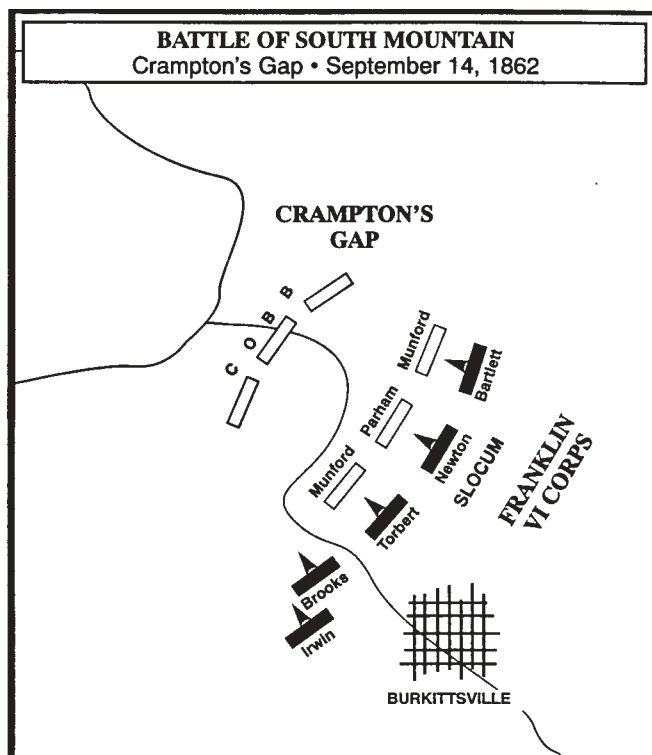 BATTLE OF SOUTH MOUNTAIN
Crampton's Gap • September 14, 1862
CRAMPTON'S
GAP
COBB
Munford
Bartlett
Parham
Newton
SLOCUM
FRANKLIN
VI CORPS
Munford
Torbert
Brooks
Irwin
BURKITTSVILLE